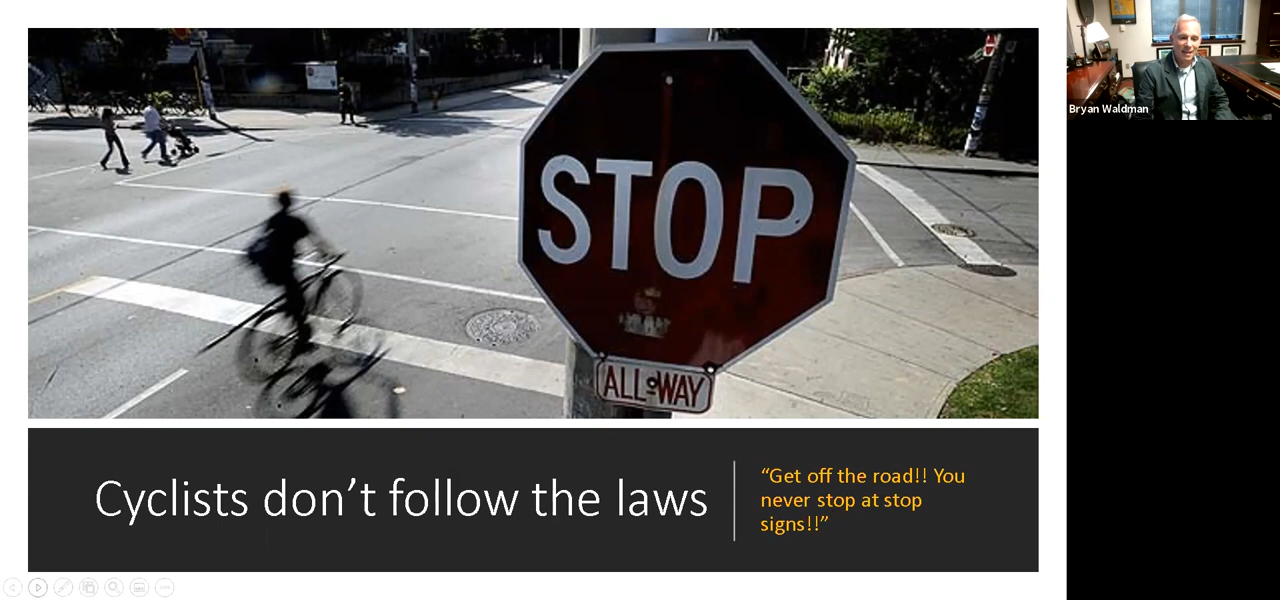 STOP
ALL-WAY
Bryan Waldman
Cyclists don’t follow the laws
“Get off the road!! You
never stop at stop
signs!!”